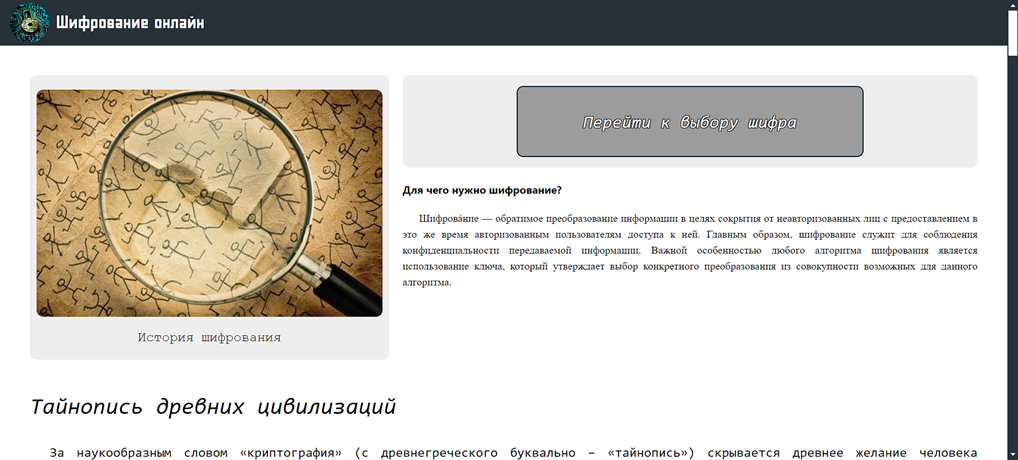 Шифрование онлайн
Перейти к выбору шифра
Для чего нужно шифрование?
Шифрова́ние — обратимое преобразование информации в целях сокрытия от неавторизованных лиц с предоставлением в
это же время авторизованным пользователям доступа к ней. Главным образом, шифрование служит для соблюдения
конфиденциальности передаваемой информации. Важной особенностью любого алгоритма шифрования является
использование ключа, который утверждает выбор конкретного преобразования из совокупности возможных для данного
алгоритма.
История шифрования
Тайнопись древних цивилизаций
За наукообразным словом «криптография» (с древнегреческого буквально – «тайнопись») скрывается древнее желание человека